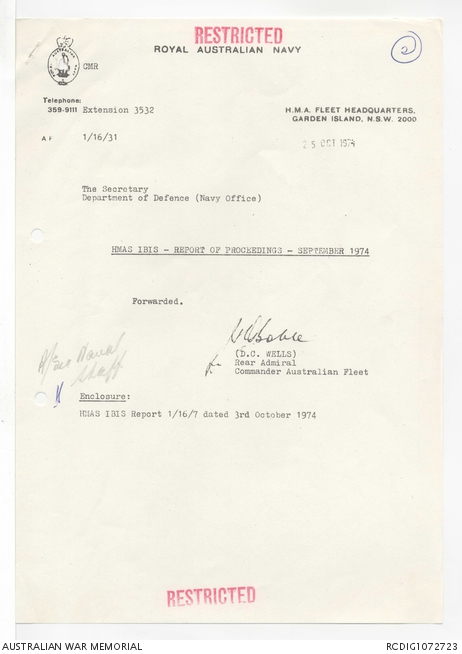 RESTRICTED
ROYAL AUSTRALIAN NAVY
2
CMR
Telephone:
359-9111 Extension 3532
H.M.A. FLEET HEADQUARTERS,
GARDEN ISLAND, N.S.W. 2000
A F 1/16/31
25 OCT 1974
The Secretary
Department of Defence (Navy Office)
HMAS IBIS - REPORT OF PROCEEDINGS - SEPTEMBER 1974
Forwarded.
(D.C. WELLS)
Rear Admiral
Commander Australian Fleet
Naval
Staff
Enclosure:
HMAS IBIS Report 1/16/7 dated 3rd October 1974
RESTRICTED
AUSTRALIAN WAR MEMORIAL
RCDIG1072723